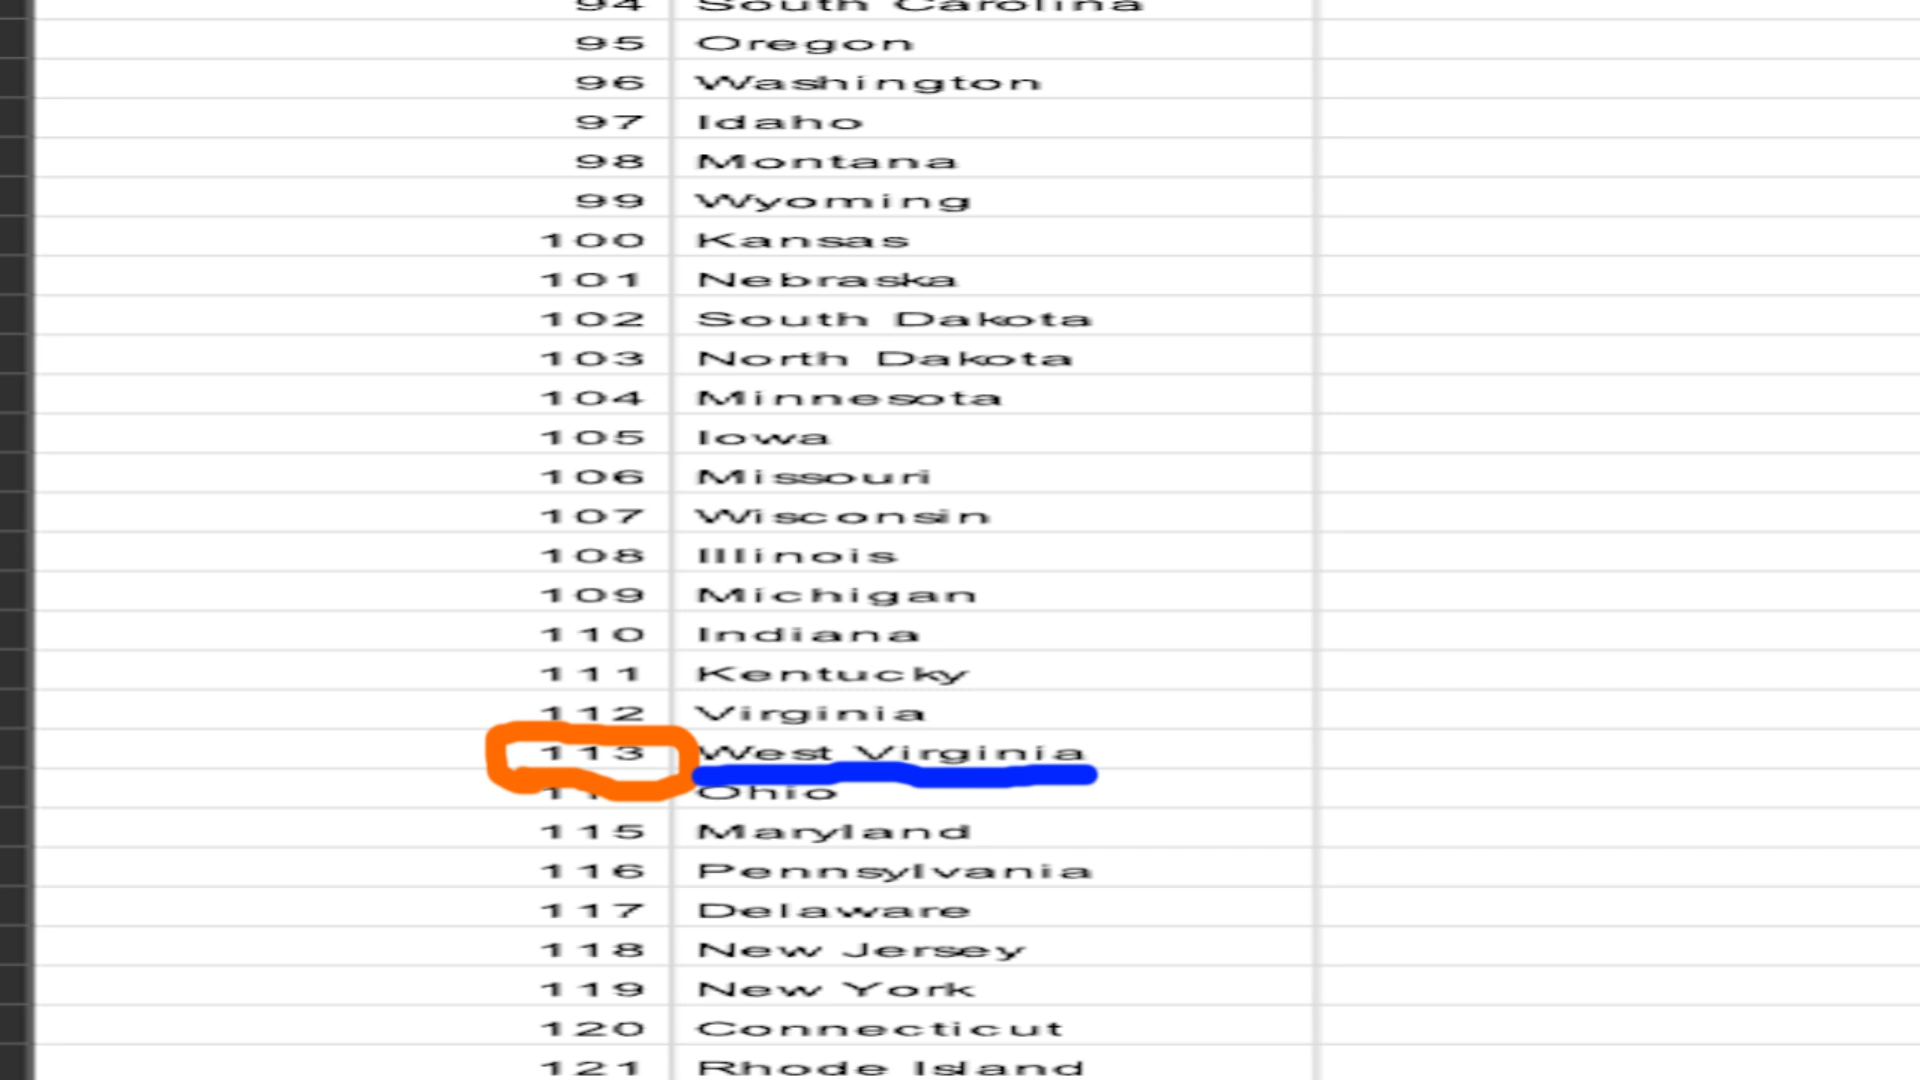 94 South Carolina
95 Oregon
96 Washington
97 Idaho
98 Montana
99 Wyoming
100 Kansas
101 Nebraska
102 South Dakota
103 North Dakota
104 Minnesota
105 Iowa
106 Missouri
107 Wisconsin
108 Illinois
109 Michigan
110 Indiana
111 Kentucky
112 Virginia
113 West Virginia
Ohio
115 Maryland
116 Pennsylvania
117 Delaware
118 New Jersey
119 New York
120 Connecticut
121 Rhode Island